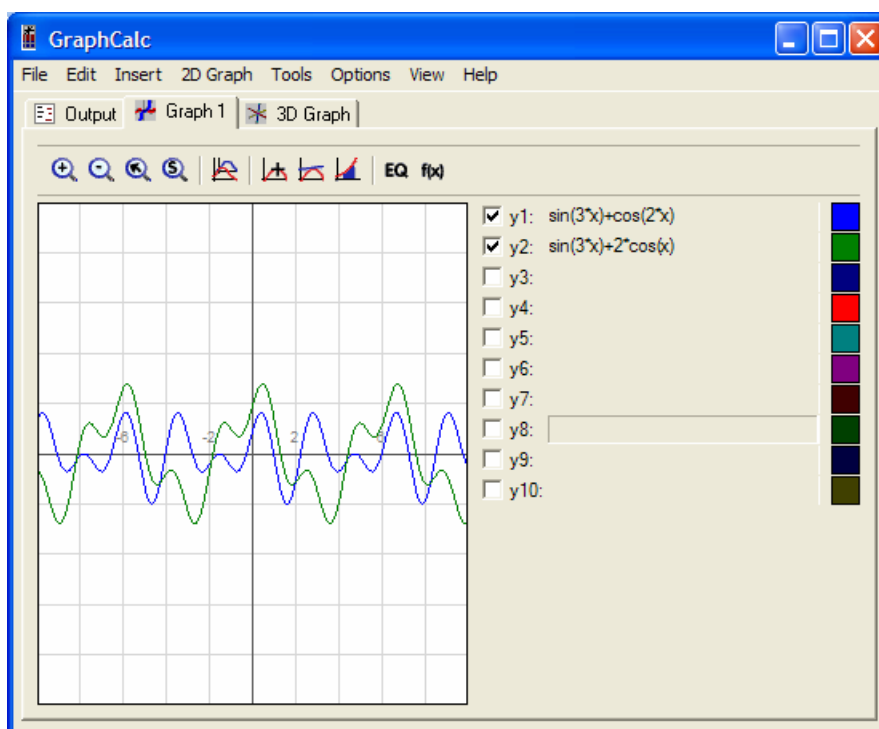 GraphCalc
File Edit Insert 2D Graph Tools Options View Help
Output Graph 1 3D Graph
S EQ f(x)
y1: sin(3*x)+cos(2*x)
y2: sin(3*x)+2*cos(x)
y3:
y4:
y5:
y6:
y7:
-6 -2 2 6
y8:
y9:
y10: